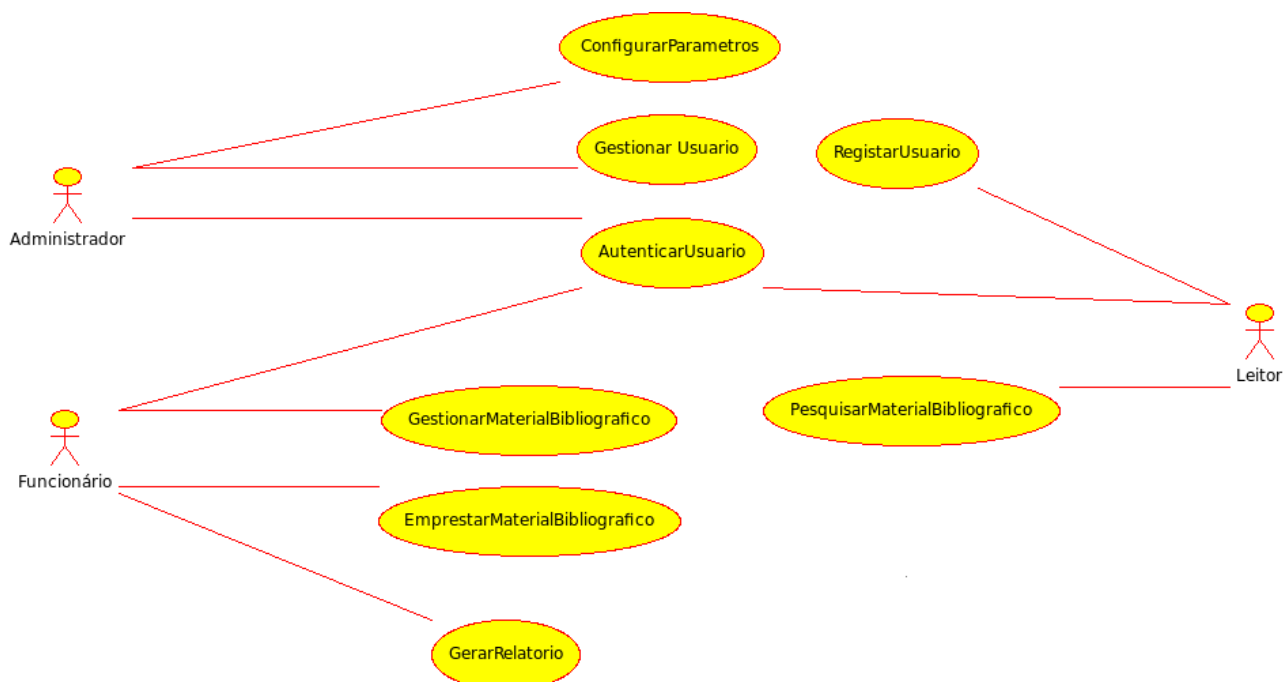 ConfigurarParametros
Gestionar Usuario
RegistarUsuario
Administrador
AutenticarUsuario
Leitor
GestionarMaterialBibliografico
PesquisarMaterialBibliografico
Funcionário
EmprestarMaterialBibliografico
GerarRelatorio